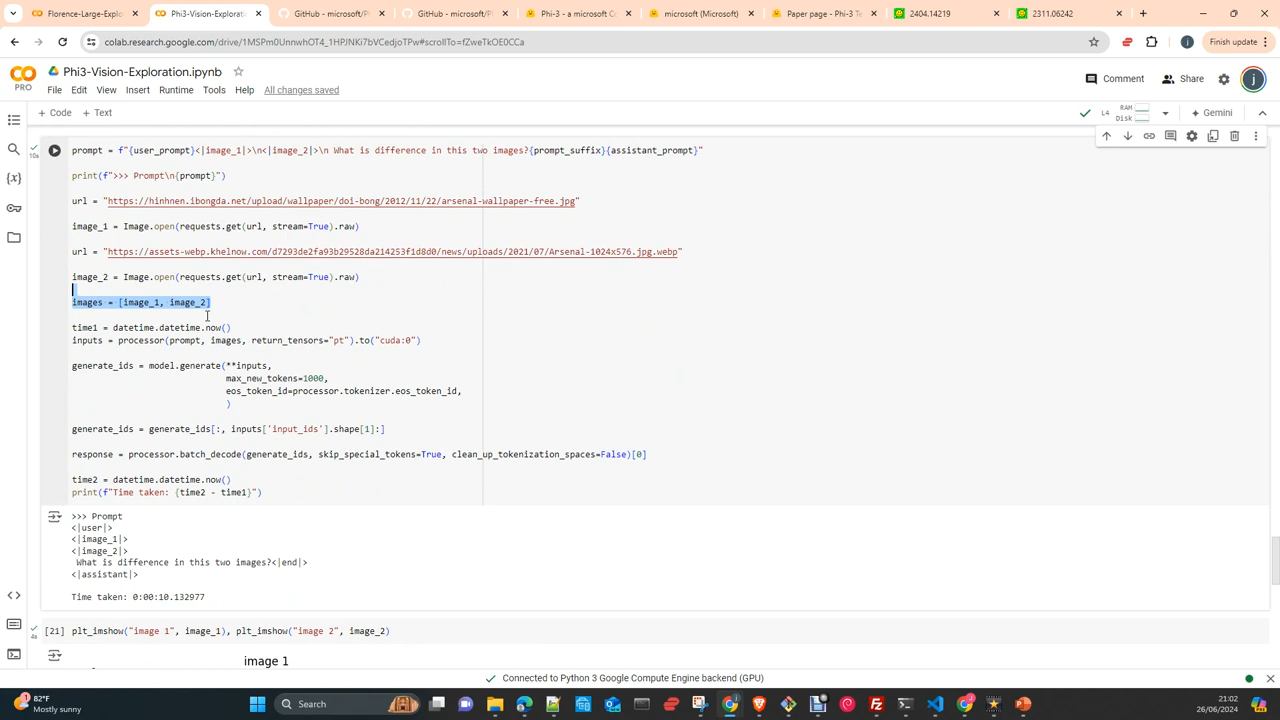 Florence-Large-Exploration
Phi3-Vision-Exploration.ipynb
GitHub - microsoft/P
GitHub - microsoft/P
Phi-3 - a microsoft C
microsoft (Microsoft)
Paper page - Phi-3 Te
2404.14219
2311.06242
colab.research.google.com/drive/1MSPm0UnnwhOT4_1HPJNKi7bVCedjoTPw#scrollTo=fZweTkOE0CCa
Finish update
PRO
Phi3-Vision-Exploration.ipynb
File Edit View Insert Runtime Tools Help All changes saved
Comment
Share
+ Code + Text
L4 RAM Disk
Gemini
10s
prompt = f"{user_prompt}<|image_1|>\n<|image_2|>\n What is difference in this two images?{prompt_suffix}{assistant_prompt}"
print(f">>> Prompt\n{prompt}")
url = "https://hinhnen.ibongda.net/upload/wallpaper/doi-bong/2012/11/22/arsenal-wallpaper-free.jpg"
image_1 = Image.open(requests.get(url, stream=True).raw)
url = "https://assets-webp.khelnow.com/d7293de2fa93b29528da214253f1d8d0/news/uploads/2021/07/Arsenal-1024x576.jpg.webp"
image_2 = Image.open(requests.get(url, stream=True).raw)
images = [image_1, image_2]
time1 = datetime.datetime.now()
inputs = processor(prompt, images, return_tensors="pt").to("cuda:0")
generate_ids = model.generate(**inputs,
max_new_tokens=1000,
eos_token_id=processor.tokenizer.eos_token_id,
)
generate_ids = generate_ids[:, inputs['input_ids'].shape[1]:]
response = processor.batch_decode(generate_ids, skip_special_tokens=True, clean_up_tokenization_spaces=False)[0]
time2 = datetime.datetime.now()
print(f"Time taken: {time2 - time1}")
>>> Prompt
<|user|>
<|image_1|>
<|image_2|>
What is difference in this two images?<|end|>
<|assistant|>
Time taken: 0:00:10.132977
[21] plt_imshow("image 1", image_1), plt_imshow("image 2", image_2)
4s
image 1
Connected to Python 3 Google Compute Engine backend (GPU)
82°F
Mostly sunny
Search
21:02
26/06/2024